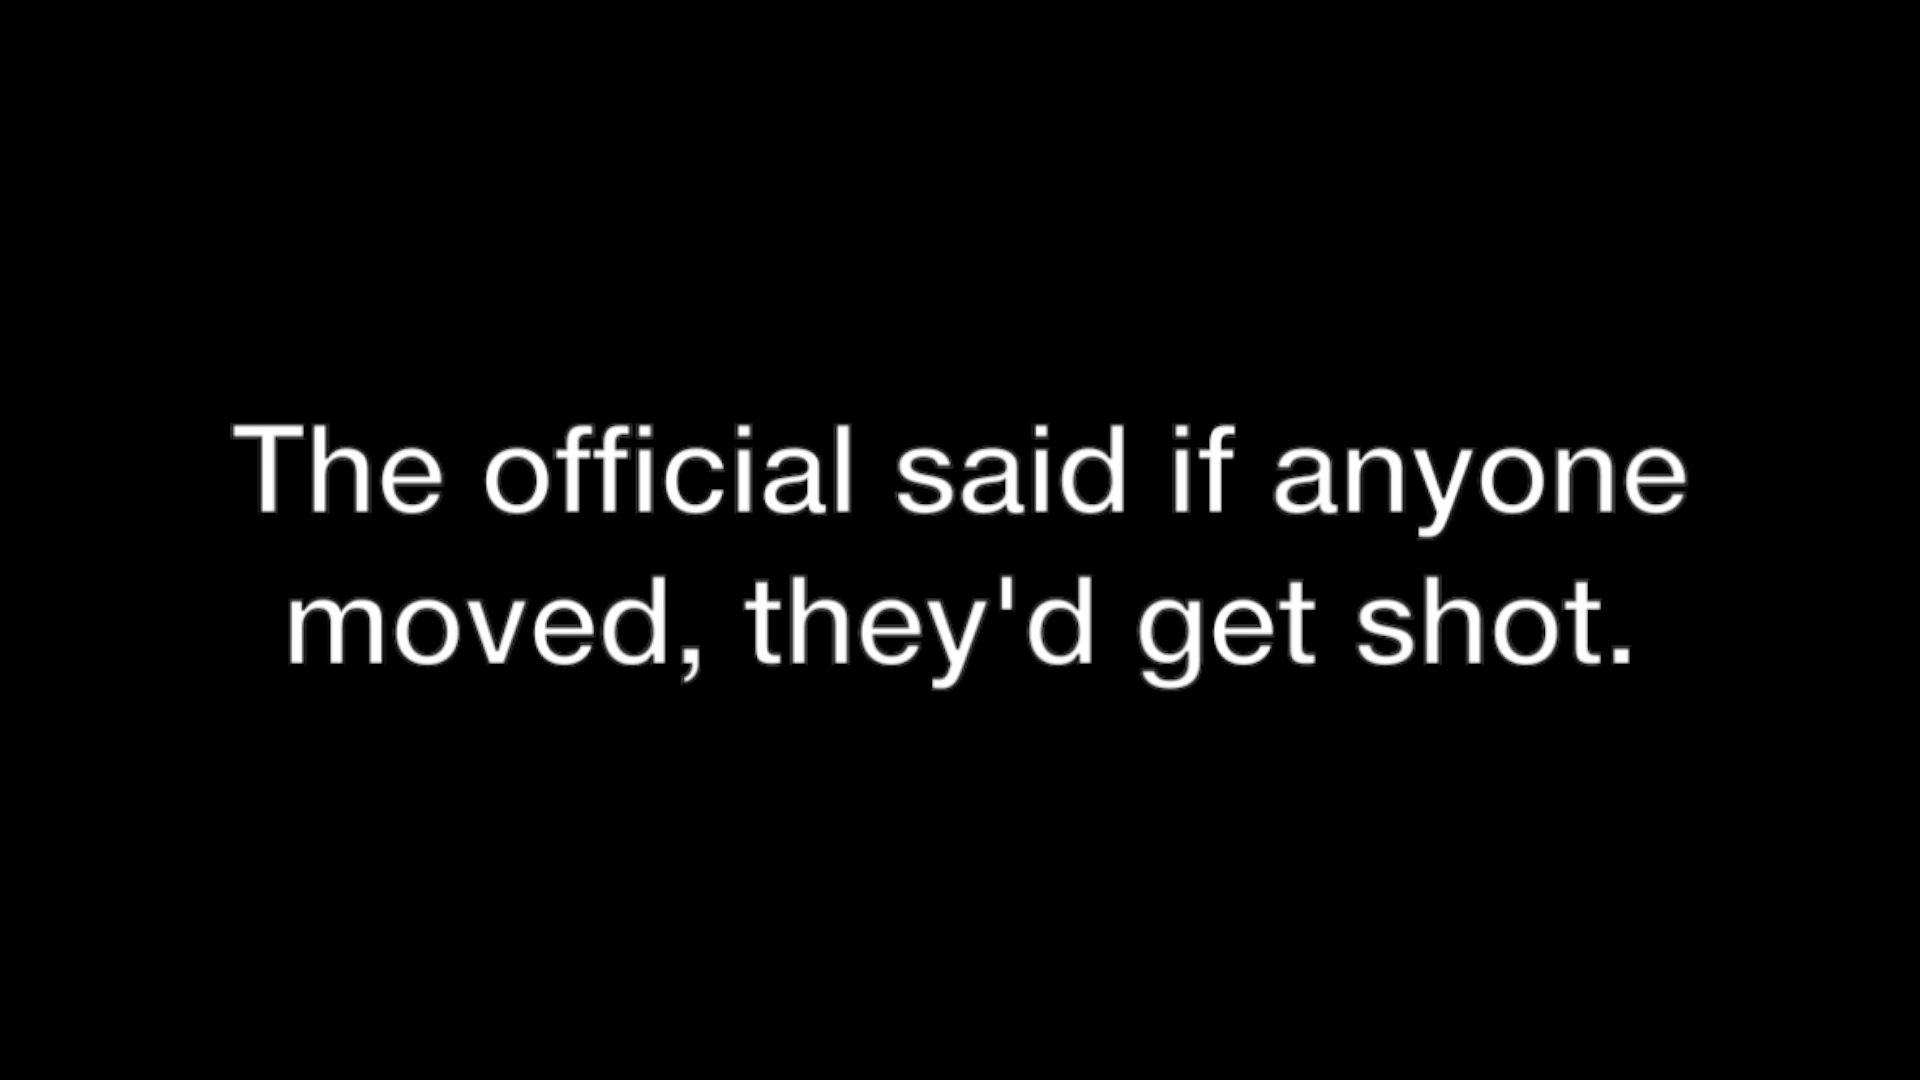 The official said if anyone
moved, they'd get shot.